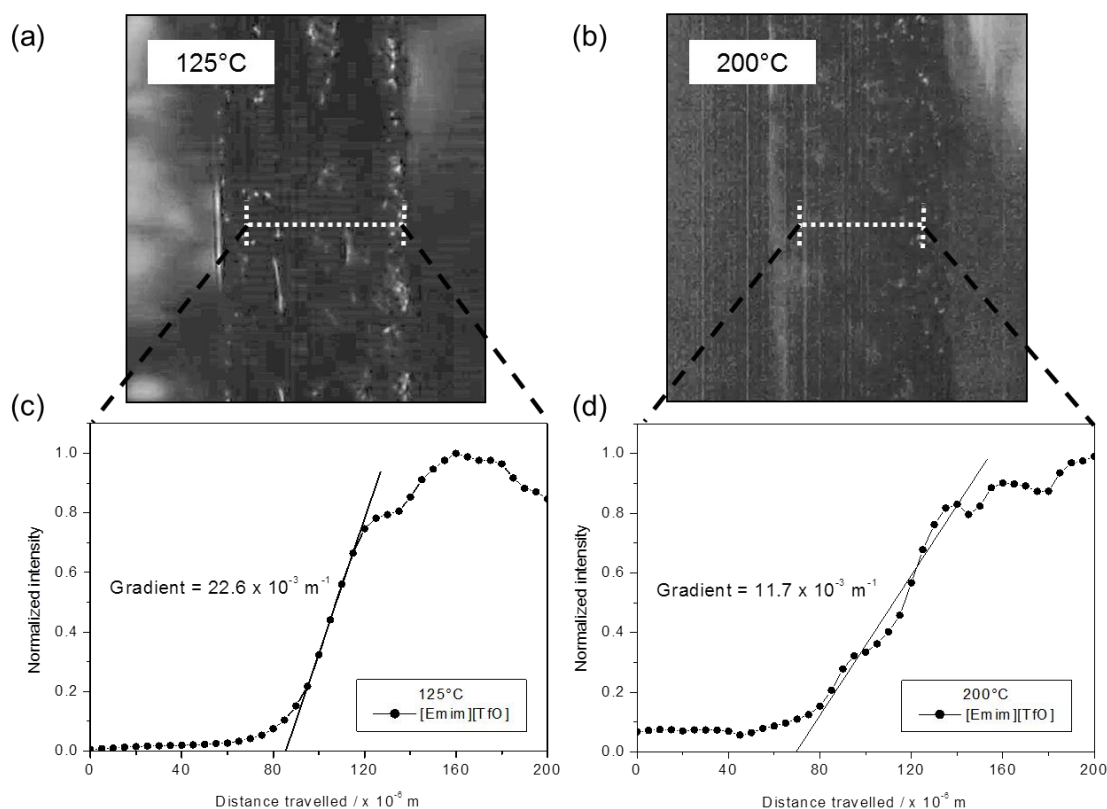 (a)
125°C
(b)
200°C
(c)
1.0
0.8
0.6
0.4
0.2
0.0
Normalized intensity
Gradient = 22.6 x 10⁻³ m⁻¹
125°C
[Emim][TfO]
0 40 80 120 160 200
Distance travelled / x 10⁻⁶ m
(d)
1.0
0.8
0.6
0.4
0.2
0.0
Normalized intensity
Gradient = 11.7 x 10⁻³ m⁻¹
200°C
[Emim][TfO]
0 40 80 120 160 200
Distance travelled / x 10⁻⁶ m